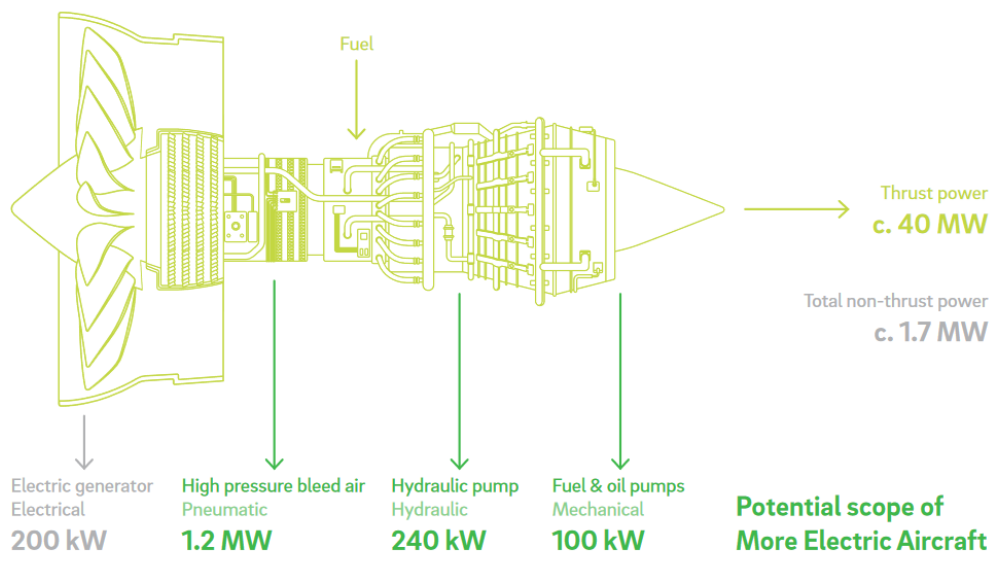 Fuel
Thrust power
c. 40 MW
Total non-thrust power
c. 1.7 MW
Electric generator
Electrical
200 kW
High pressure bleed air
Pneumatic
1.2 MW
Hydraulic pump
Hydraulic
240 kW
Fuel & oil pumps
Mechanical
100 kW
Potential scope of
More Electric Aircraft